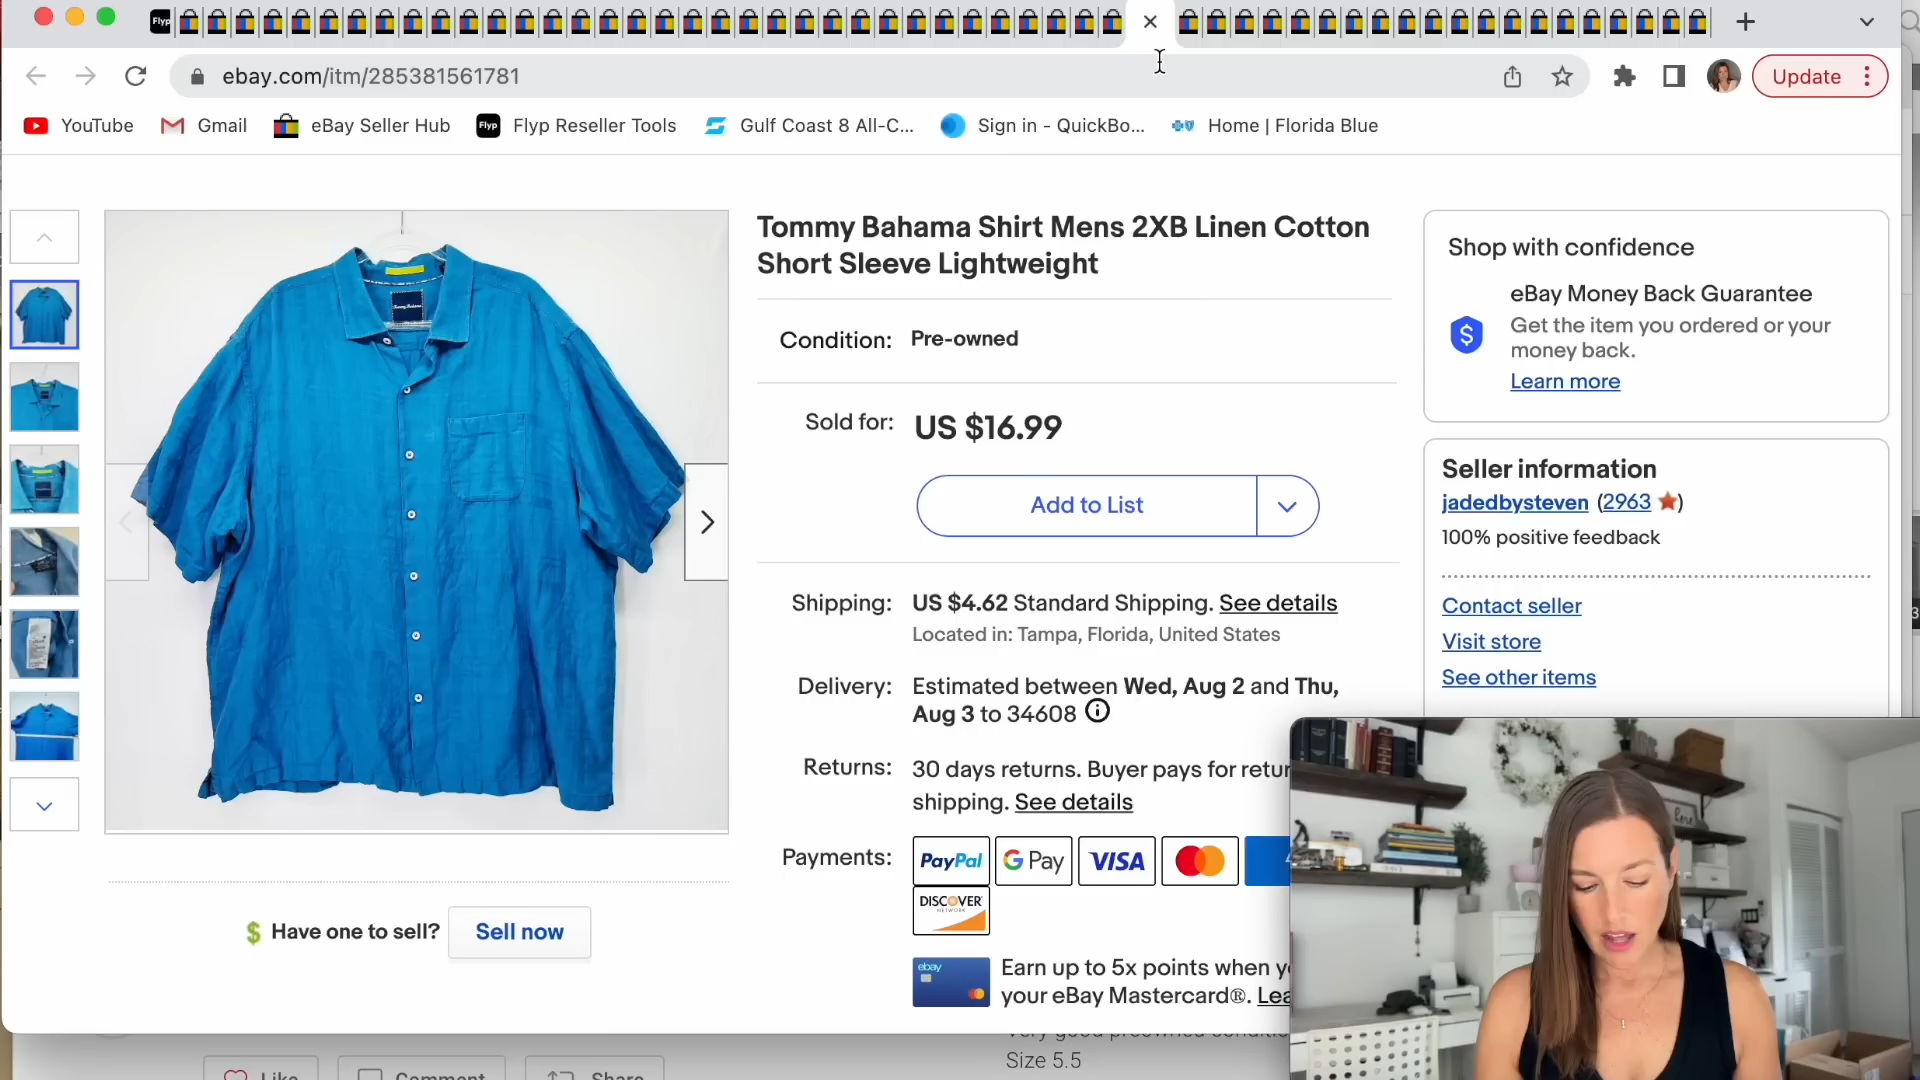 Flyp
ebay.com/itm/285381561781
Update
YouTube
Gmail
eBay Seller Hub
Flyp
Flyp Reseller Tools
Gulf Coast 8 All-C...
Sign in - QuickBo...
Home | Florida Blue
Tommy Bahama Shirt Mens 2XB Linen Cotton
Short Sleeve Lightweight
Condition: Pre-owned
Sold for: US $16.99
Add to List
Shipping: US $4.62 Standard Shipping. See details
Located in: Tampa, Florida, United States
Delivery: Estimated between Wed, Aug 2 and Thu,
Aug 3 to 34608
Returns: 30 days returns. Buyer pays for retur
shipping. See details
Payments:
PayPal
G Pay
VISA
DISCOVER
NETWORK
ebay
Earn up to 5x points when y
your eBay Mastercard®. Lea
Have one to sell? Sell now
Shop with confidence
eBay Money Back Guarantee
Get the item you ordered or your
money back.
Learn more
Seller information
jadedbysteven (2963)
100% positive feedback
Contact seller
Visit store
See other items
Size 5.5
Like
Comment
Share